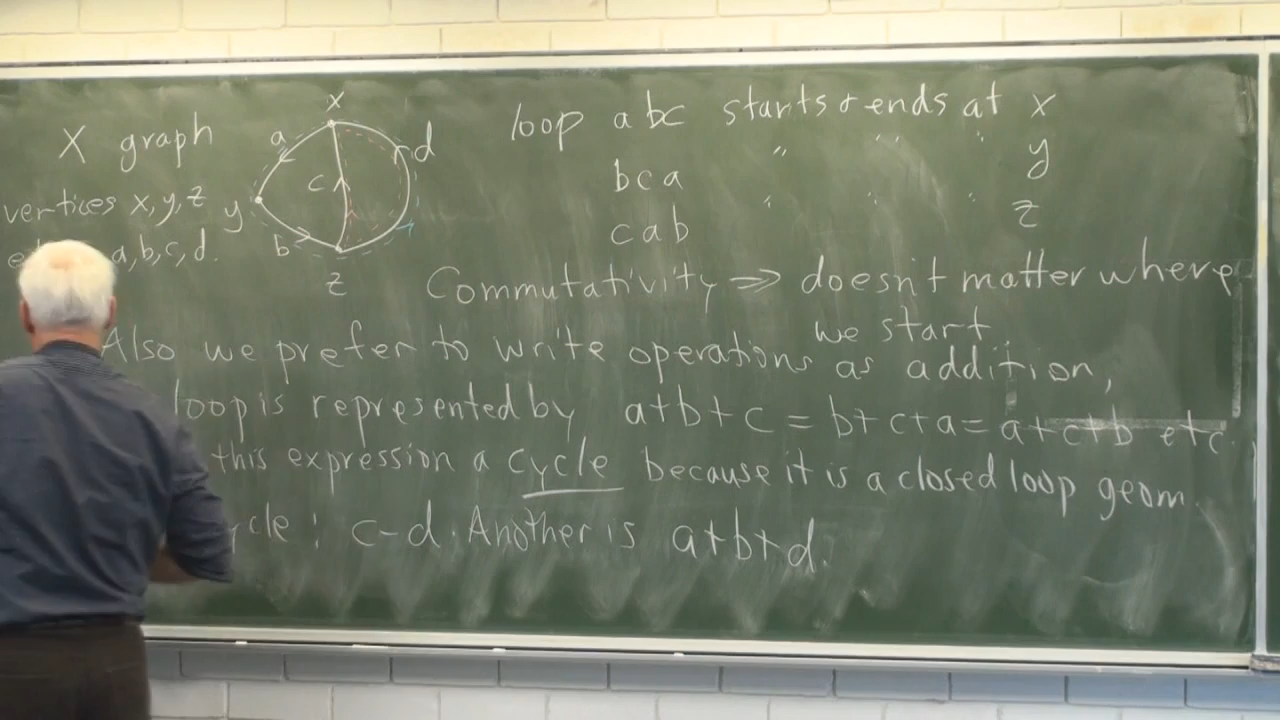 X graph
vertices x, y, z
a, b, c, d.
x
a
d
c
y
b
z
loop abc starts & ends at x
bca " " " y
cab " " " z
Commutativity ⇒ doesn't matter where
we start.
Also we prefer to write operations as addition,
loop is represented by a+b+c = b+c+a = a+c+b etc.
this expression a cycle because it is a closed loop geom.
cle : c-d. Another is a+b+d.